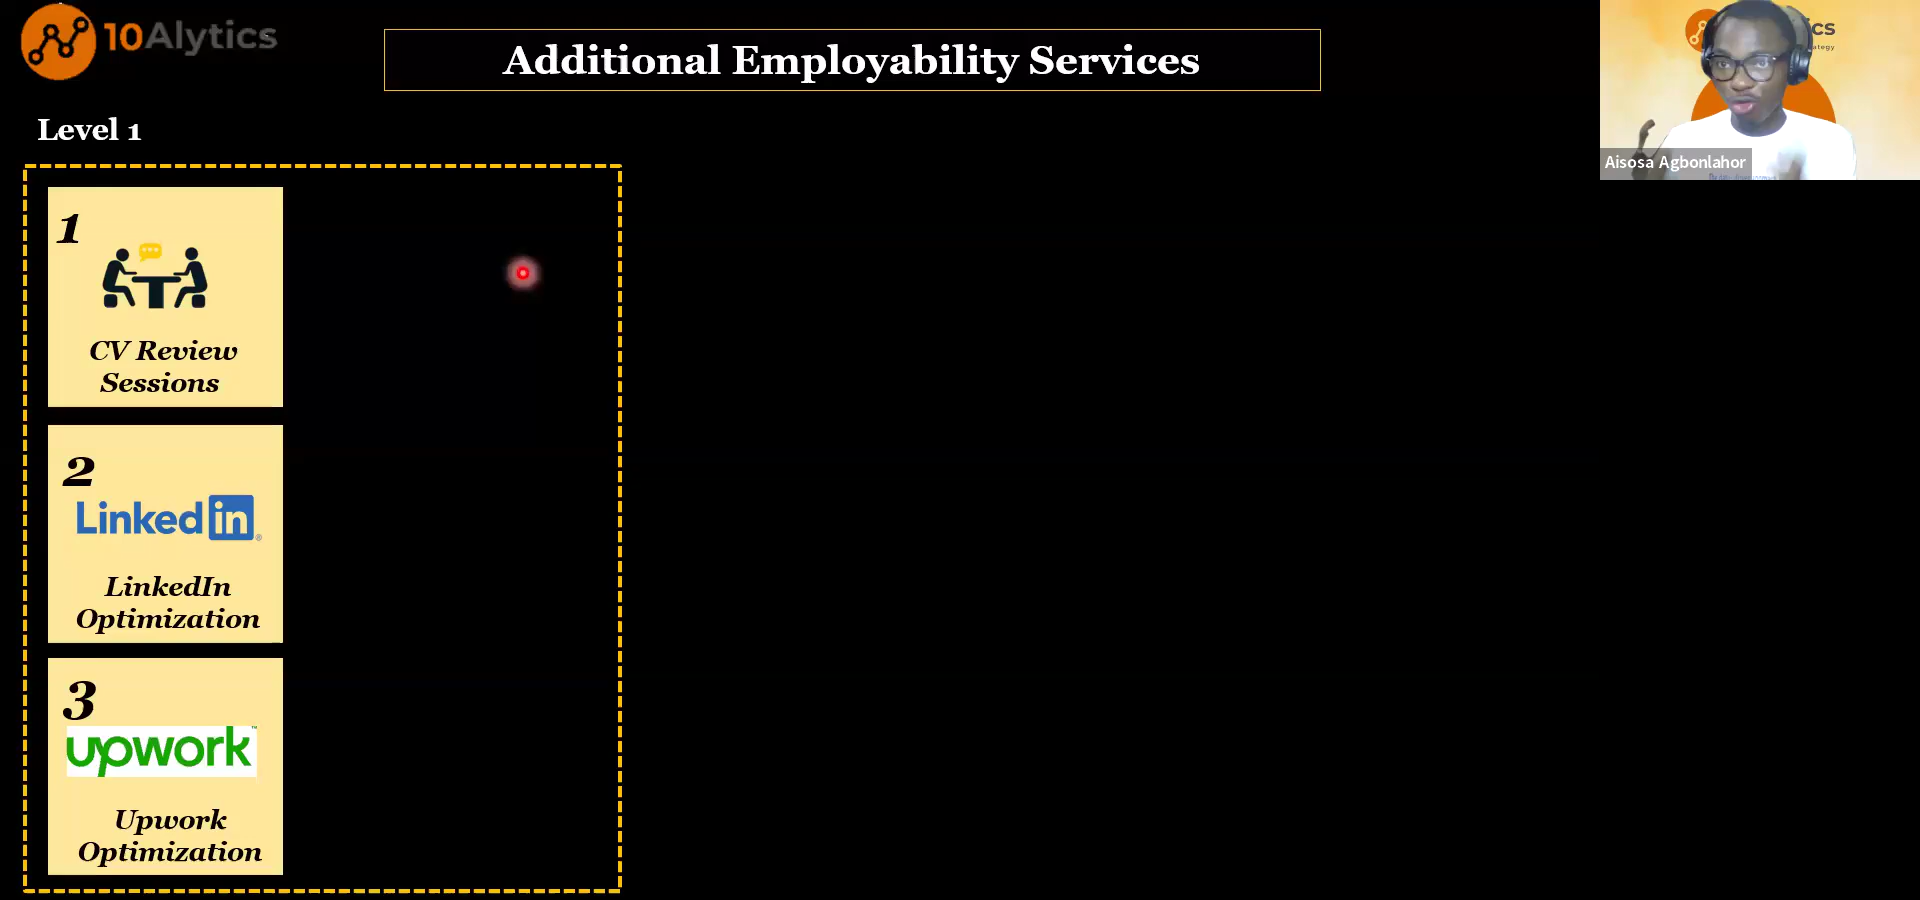 10Alytics
Additional Employability Services
Level 1
1
CV Review
Sessions
2
Linkedin
LinkedIn
Optimization
3
upwork
Upwork
Optimization
Aisosa Agbonlahor